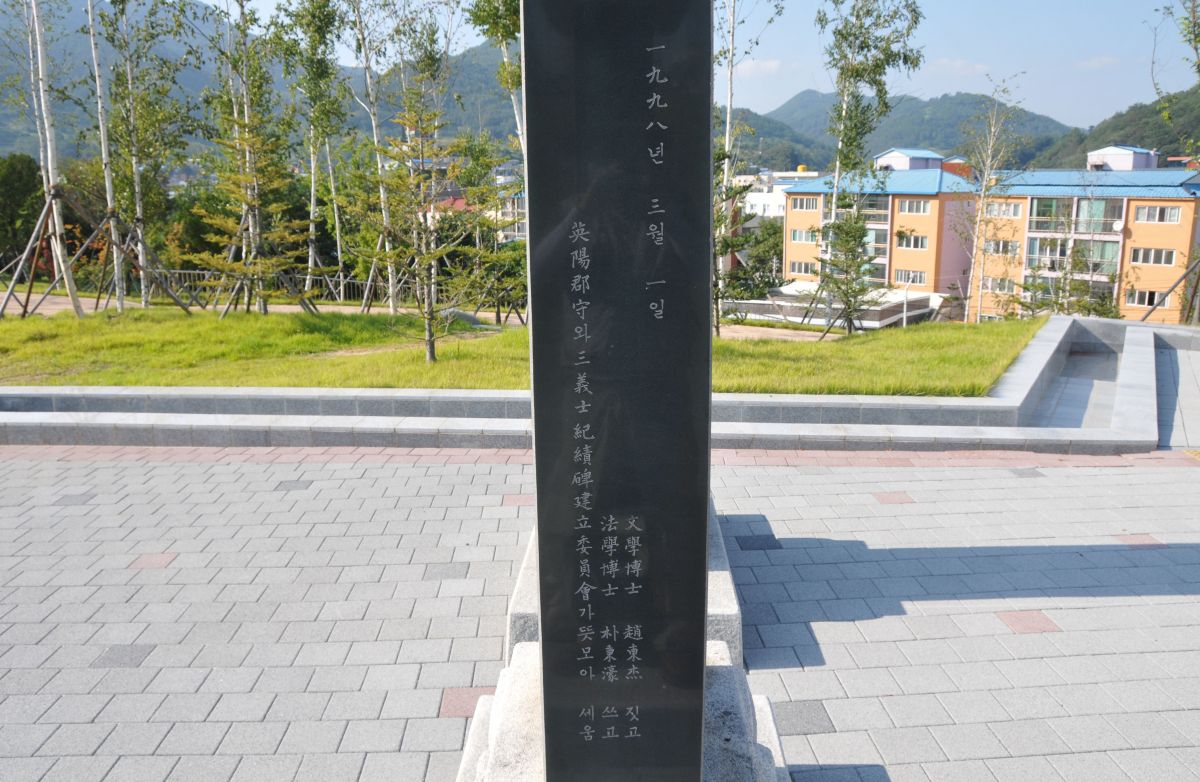 一九九八년 三월 一일
文學博士 趙東杰 짓고
法學博士 朴東濠 쓰고
英陽郡守와 三義士紀績碑建立委員會가 뜻모아 세움